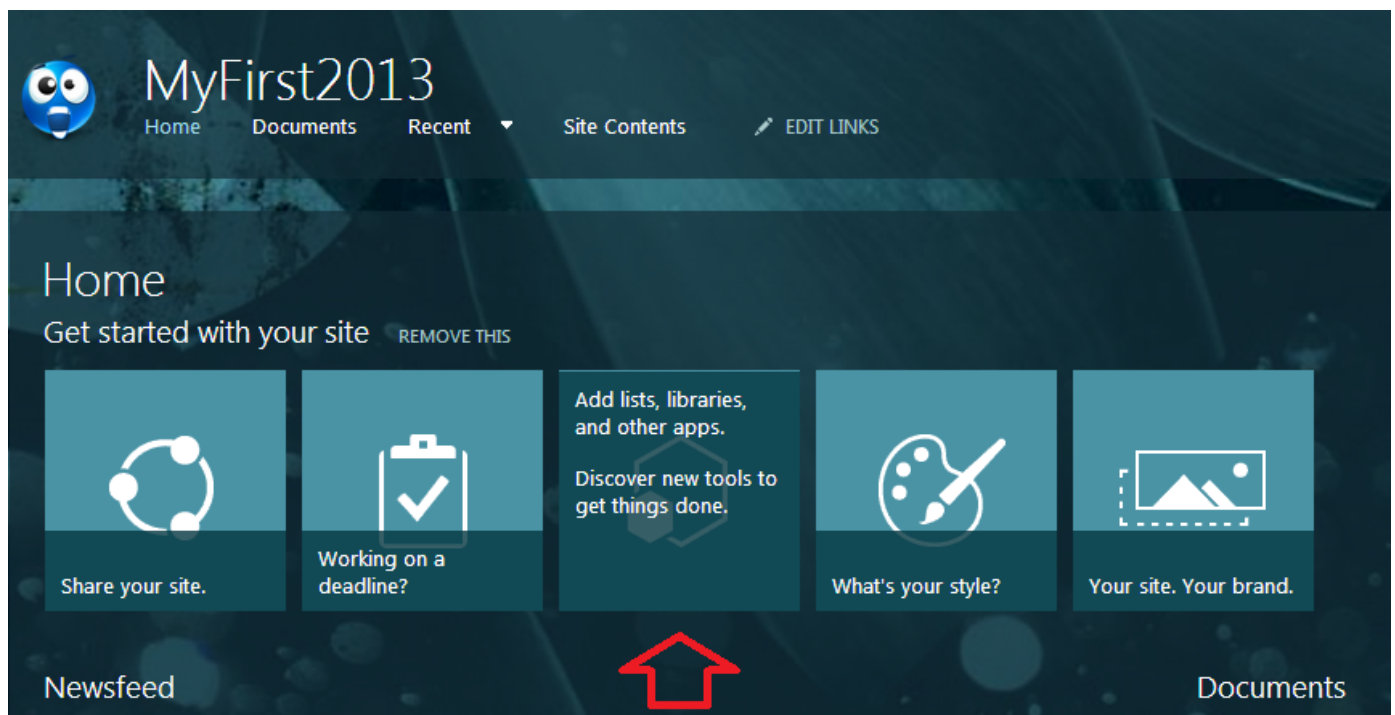 MyFirst2013
Home Documents Recent Site Contents EDIT LINKS
Home
Get started with your site REMOVE THIS
Share your site.
Working on a
deadline?
Add lists, libraries,
and other apps.
Discover new tools to
get things done.
What's your style?
Your site. Your brand.
Newsfeed
Documents